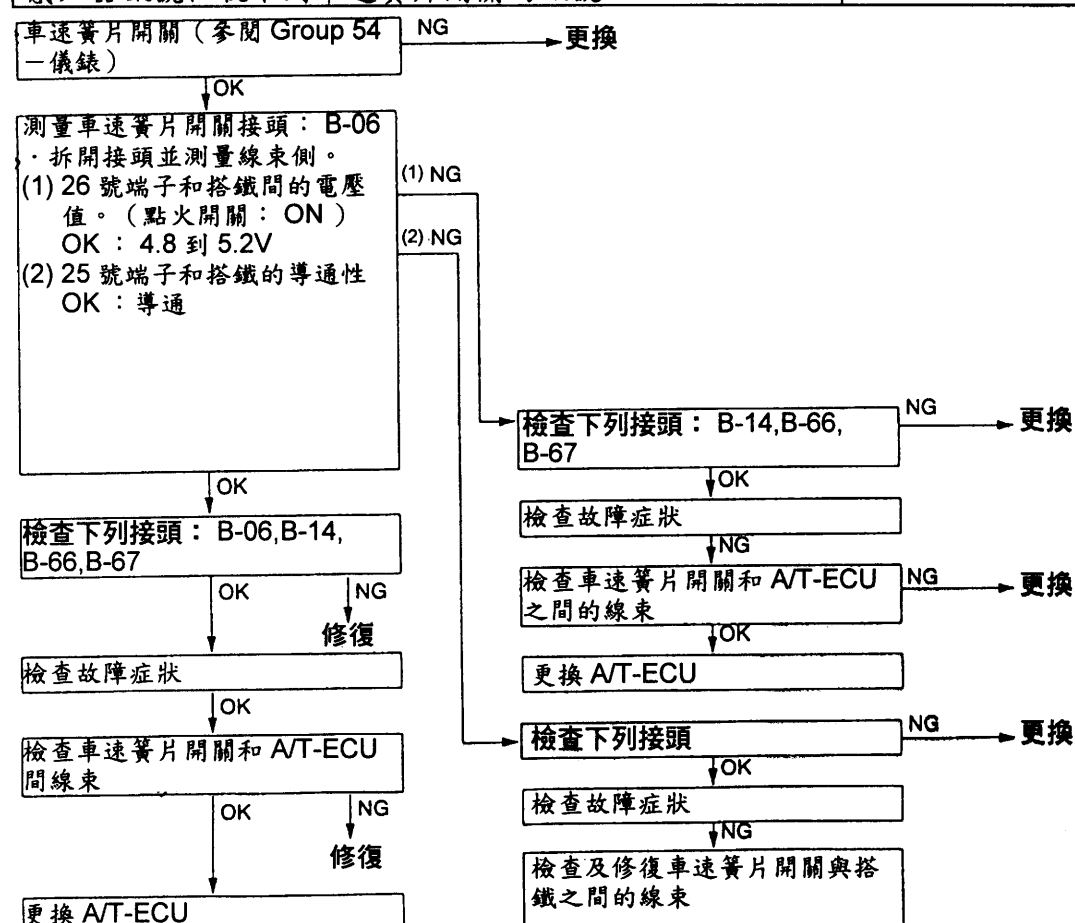 車速簧片開關（參閱 Group 54
－儀錶）
NG
更換
OK
測量車速簧片開關接頭： B-06
・拆開接頭並測量線束側。
(1) 26 號端子和搭鐵間的電壓
值。（點火開關： ON ）
OK ： 4.8 到 5.2V
(2) 25 號端子和搭鐵的導通性
OK ：導通
(1) NG
(2) NG
OK
檢查下列接頭： B-06,B-14,
B-66,B-67
OK
NG
修復
檢查故障症狀
OK
檢查車速簧片開關和 A/T-ECU
間線束
OK
NG
修復
更換 A/T-ECU
檢查下列接頭： B-14,B-66,
B-67
NG
更換
OK
檢查故障症狀
NG
檢查車速簧片開關和 A/T-ECU
之間的線束
NG
更換
OK
更換 A/T-ECU
檢查下列接頭
NG
更換
OK
檢查故障症狀
NG
檢查及修復車速簧片開關與搭
鐵之間的線束